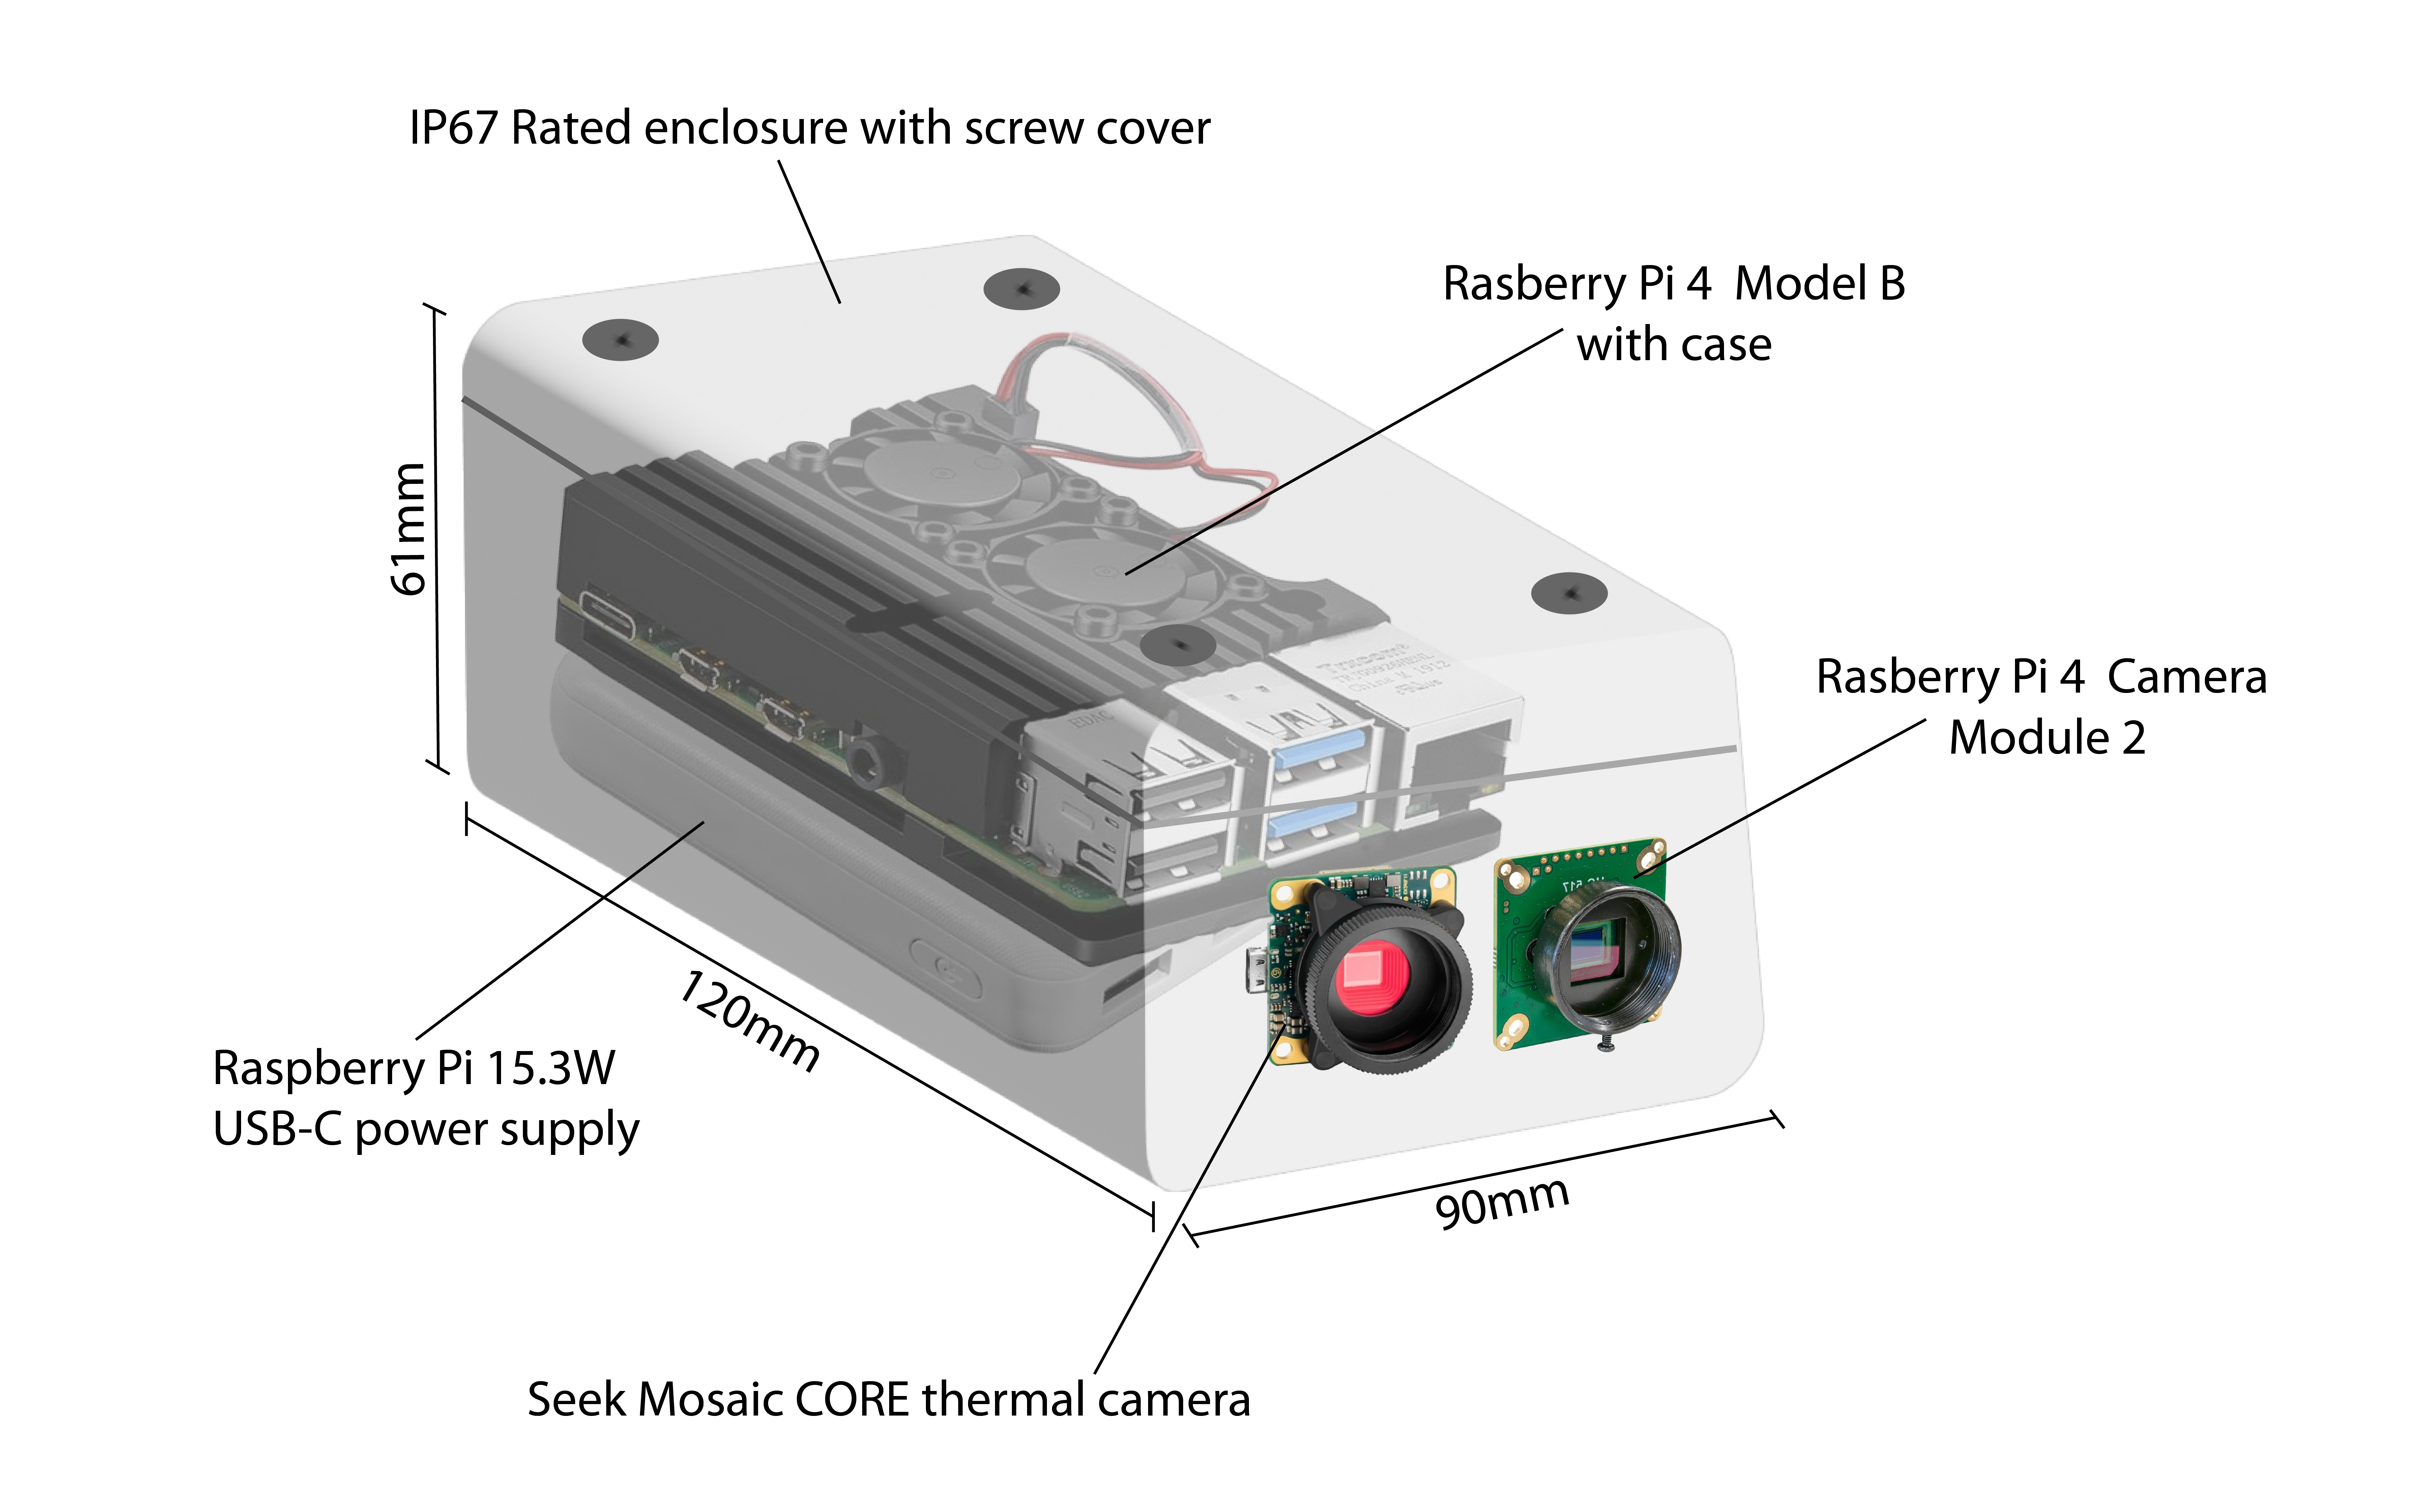 IP67 Rated enclosure with screw cover
Rasberry Pi 4 Model B
with case
61mm
Rasberry Pi 4 Camera
Module 2
EDAC
120mm
Raspberry Pi 15.3W
USB-C power supply
90mm
Seek Mosaic CORE thermal camera